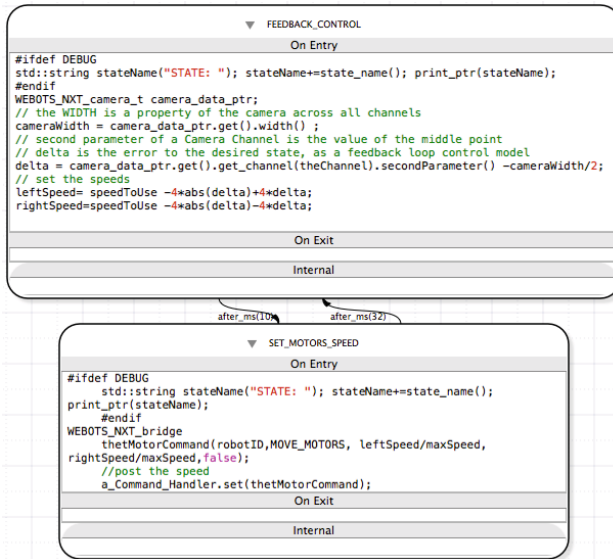 FEEDBACK_CONTROL
On Entry
#ifdef DEBUG
std::string stateName("STATE: "); stateName+=state_name(); print_ptr(stateName);
#endif
WEBOTS_NXT_camera_t camera_data_ptr;
// the WIDTH is a property of the camera across all channels
cameraWidth = camera_data_ptr.get().width() ;
// second parameter of a Camera Channel is the value of the middle point
// delta is the error to the desired state, as a feedback loop control model
delta = camera_data_ptr.get().get_channel(theChannel).secondParameter() -cameraWidth/2;
// set the speeds
leftSpeed= speedToUse -4*abs(delta)+4*delta;
rightSpeed=speedToUse -4*abs(delta)-4*delta;
On Exit
Internal
after_ms(10) after_ms(32)
SET_MOTORS_SPEED
On Entry
#ifdef DEBUG
std::string stateName("STATE: "); stateName+=state_name();
print_ptr(stateName);
#endif
WEBOTS_NXT_bridge
thetMotorCommand(robotID,MOVE_MOTORS, leftSpeed/maxSpeed,
rightSpeed/maxSpeed,false);
//post the speed
a_Command_Handler.set(thetMotorCommand);
On Exit
Internal